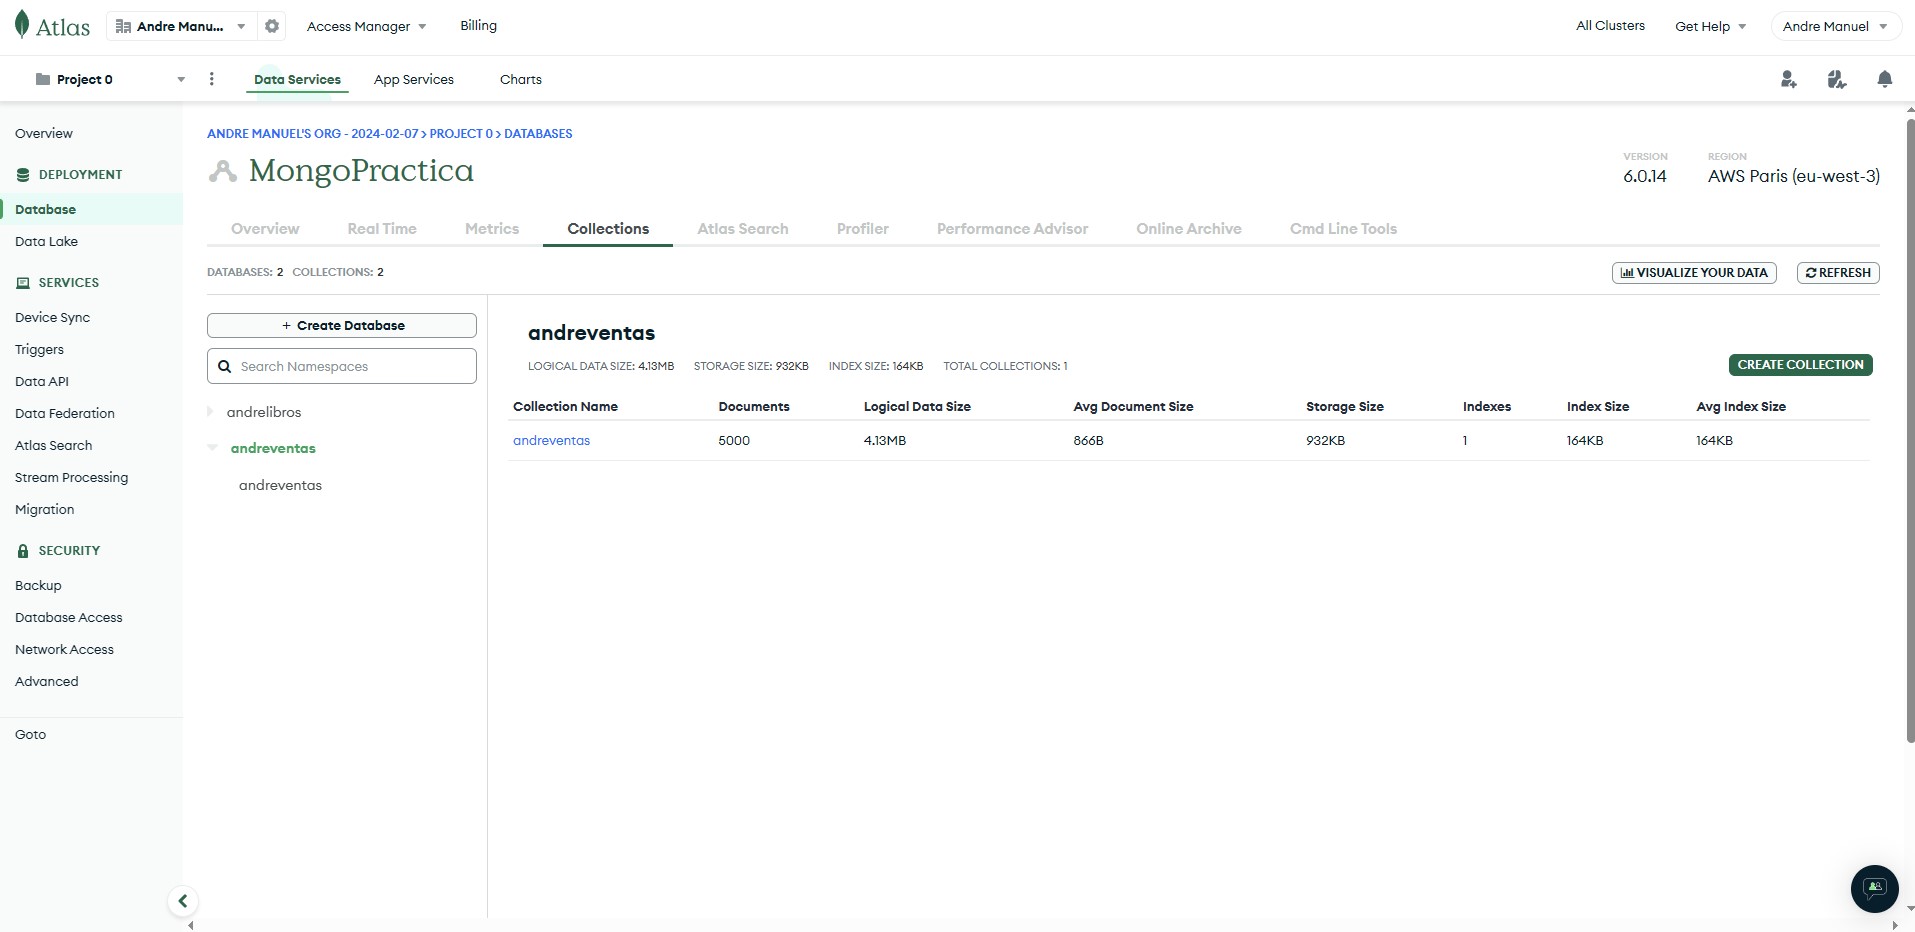 Atlas
Andre Manu...
Access Manager
Billing
All Clusters
Get Help
Andre Manuel
Project 0
Data Services
App Services
Charts
Overview
DEPLOYMENT
Database
Data Lake
SERVICES
Device Sync
Triggers
Data API
Data Federation
Atlas Search
Stream Processing
Migration
SECURITY
Backup
Database Access
Network Access
Advanced
Goto
ANDRE MANUEL'S ORG - 2024-02-07 > PROJECT 0 > DATABASES
MongoPractica
VERSION
6.0.14
REGION
AWS Paris (eu-west-3)
Overview
Real Time
Metrics
Collections
Atlas Search
Profiler
Performance Advisor
Online Archive
Cmd Line Tools
DATABASES: 2 COLLECTIONS: 2
VISUALIZE YOUR DATA
REFRESH
+ Create Database
Search Namespaces
andrelibros
andreventas
andreventas
andreventas
LOGICAL DATA SIZE: 4.13MB STORAGE SIZE: 932KB INDEX SIZE: 164KB TOTAL COLLECTIONS: 1
CREATE COLLECTION
Collection Name Documents Logical Data Size Avg Document Size Storage Size Indexes Index Size Avg Index Size
andreventas 5000 4.13MB 866B 932KB 1 164KB 164KB